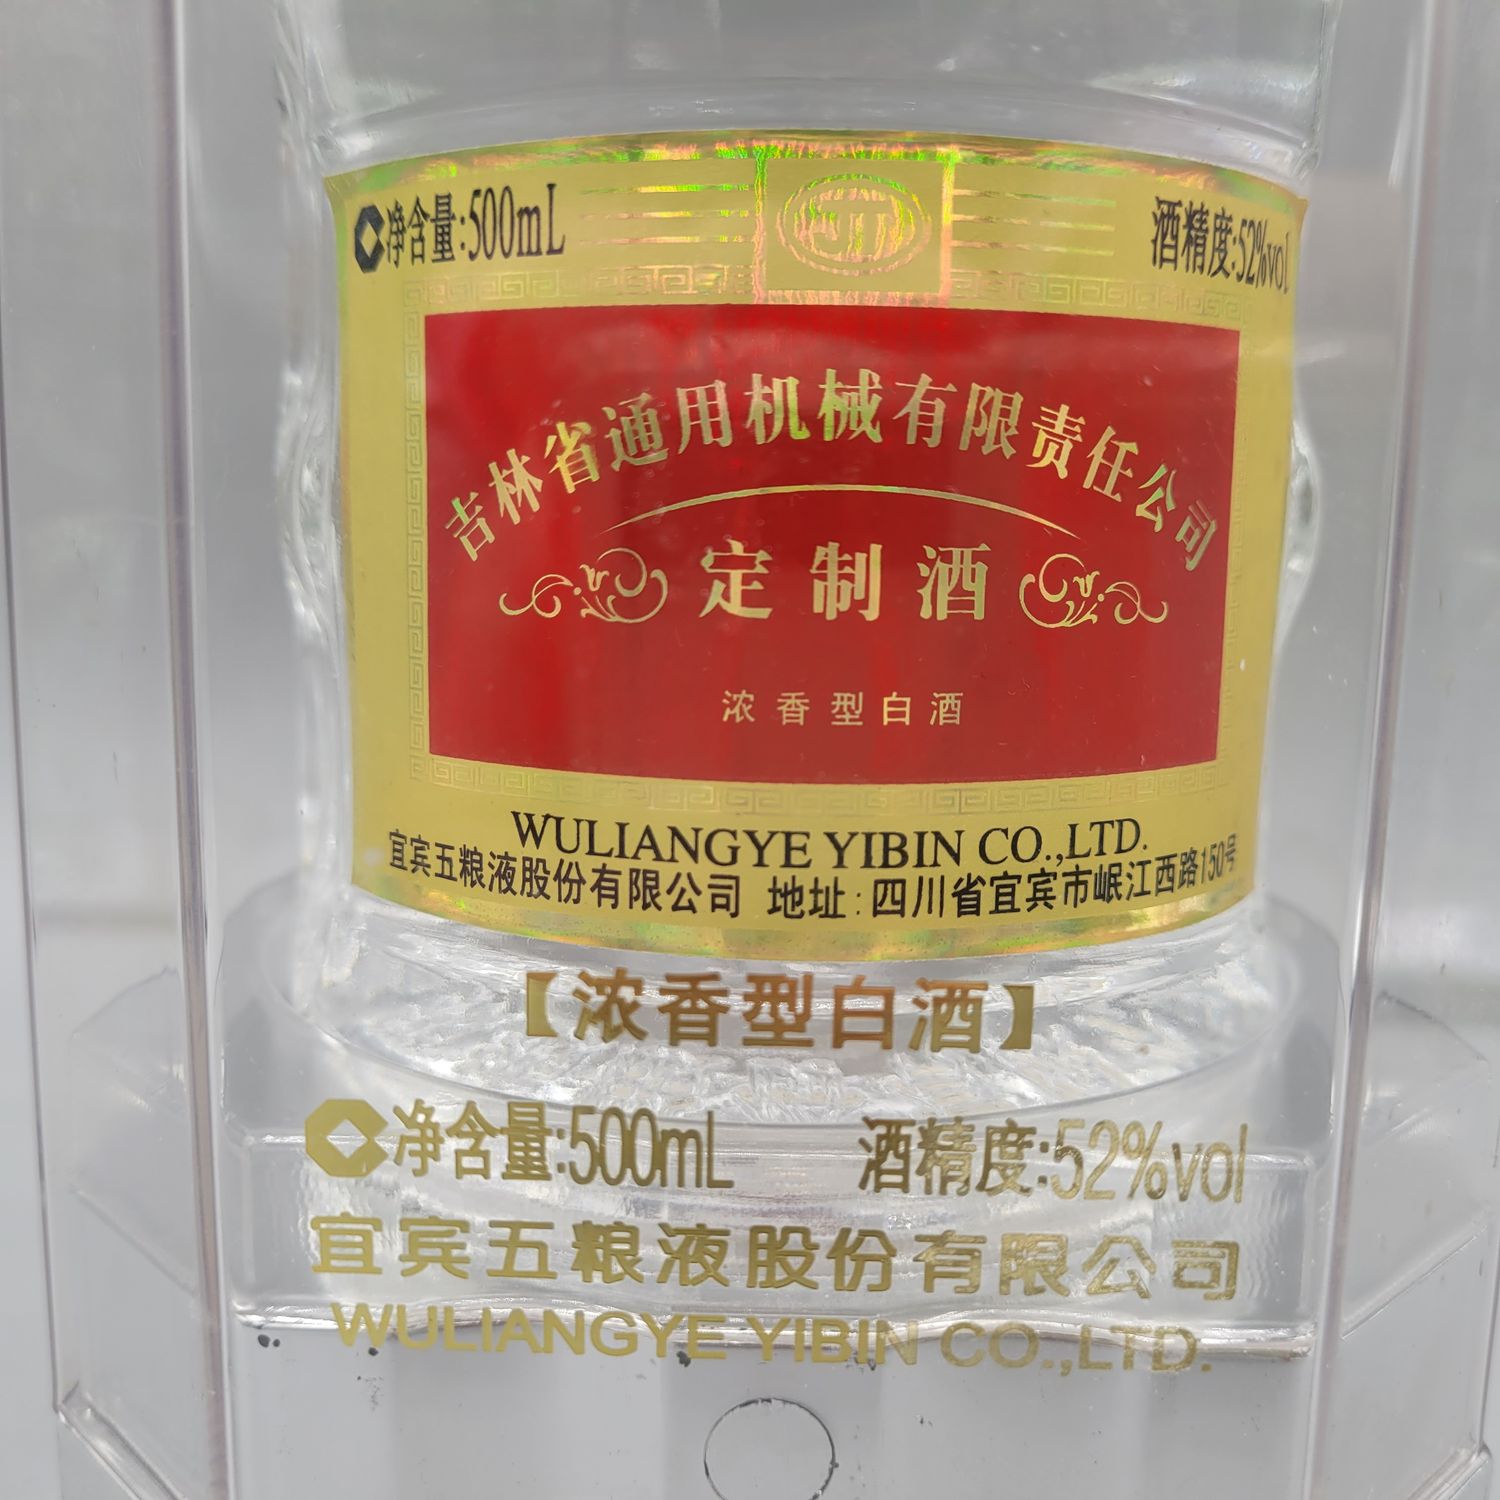 净含量:500mL
酒精度:52%vol
吉林省通用机械有限责任公司
定制酒
浓香型白酒
WULIANGYE YIBIN CO.,LTD.
宜宾五粮液股份有限公司 地址:四川省宜宾市岷江西路150号
【浓香型白酒】
净含量:500mL 酒精度:52%vol
宜宾五粮液股份有限公司
WULIANGYE YIBIN CO.,LTD.